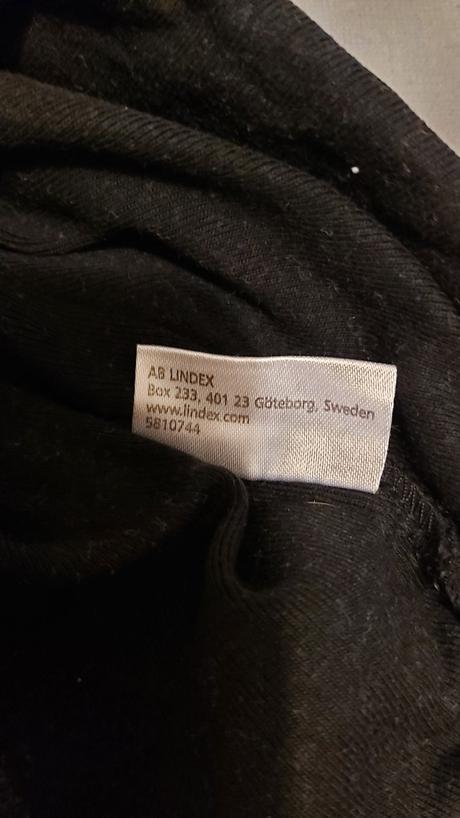 AB LINDEX
Box 233, 401 23 Göteborg, Sweden
www.lindex.com
5810744